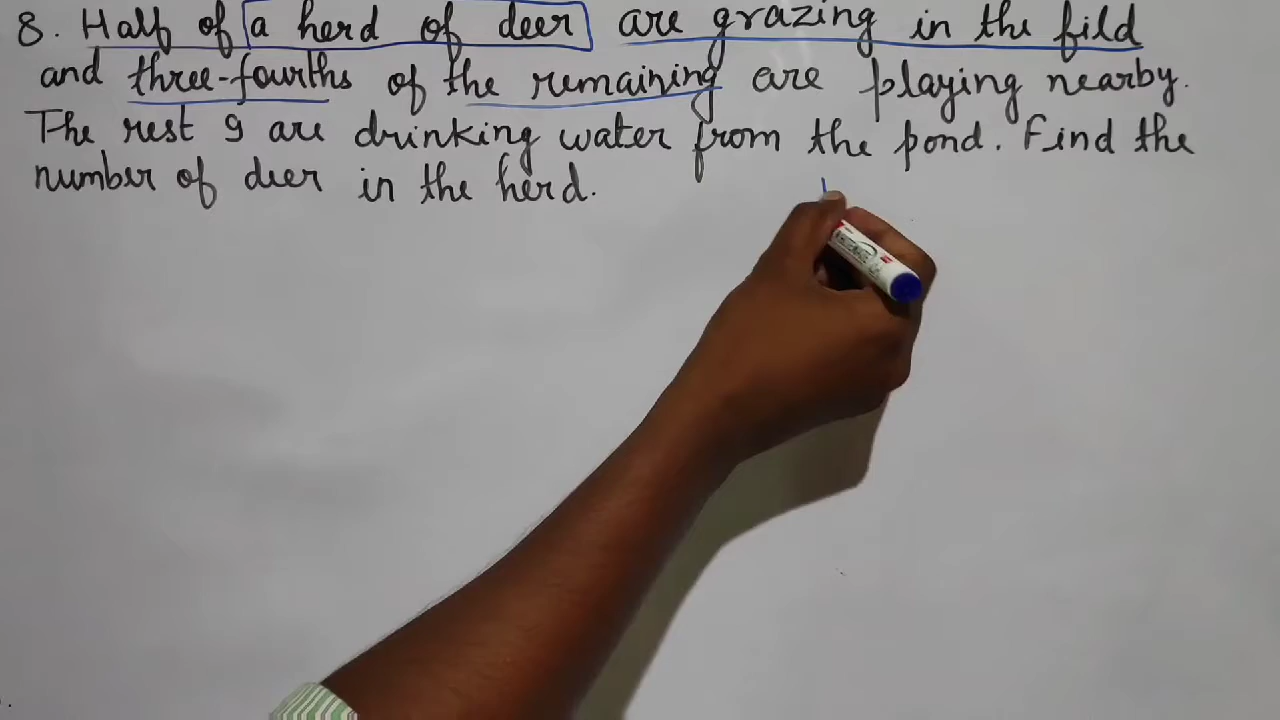 8. Half of a herd of deer are grazing in the fild
and three-fourths of the remaining are playing nearby.
The rest 9 are drinking water from the pond. Find the
number of deer in the herd.